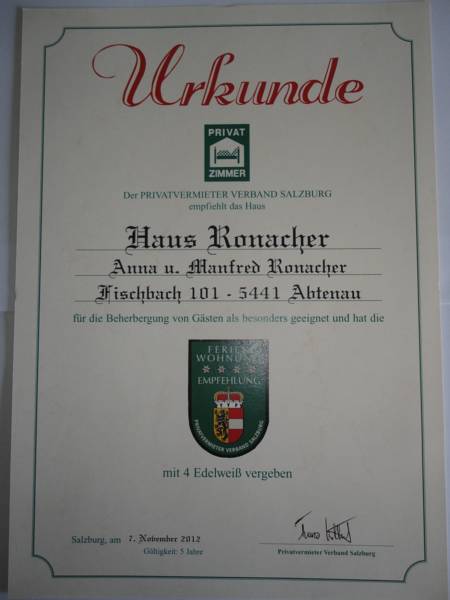 Urkunde
PRIVAT
ZIMMER
Der PRIVATVERMIETER VERBAND SALZBURG
empfiehlt das Haus
Haus Ronacher
Anna u. Manfred Ronacher
Fischbach 101 - 5441 Abtenau
für die Beherbergung von Gästen als besonders geeignet und hat die
FERIEN
WOHNUNG
EMPFEHLUNG
PRIVATVERMIETER VERBAND SALZBURG
mit 4 Edelweiß vergeben
Salzburg, am 7. November 2012
Gültigkeit: 5 Jahre
Privatvermieter Verband Salzburg